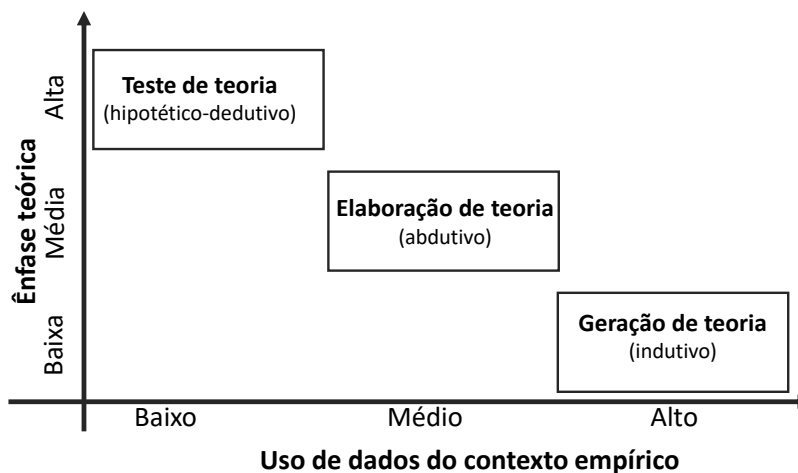 Ênfase teórica
Alta
Média
Baixa
Teste de teoria
(hipotético-dedutivo)
Elaboração de teoria
(abdutivo)
Geração de teoria
(indutivo)
Baixo
Médio
Alto
Uso de dados do contexto empírico